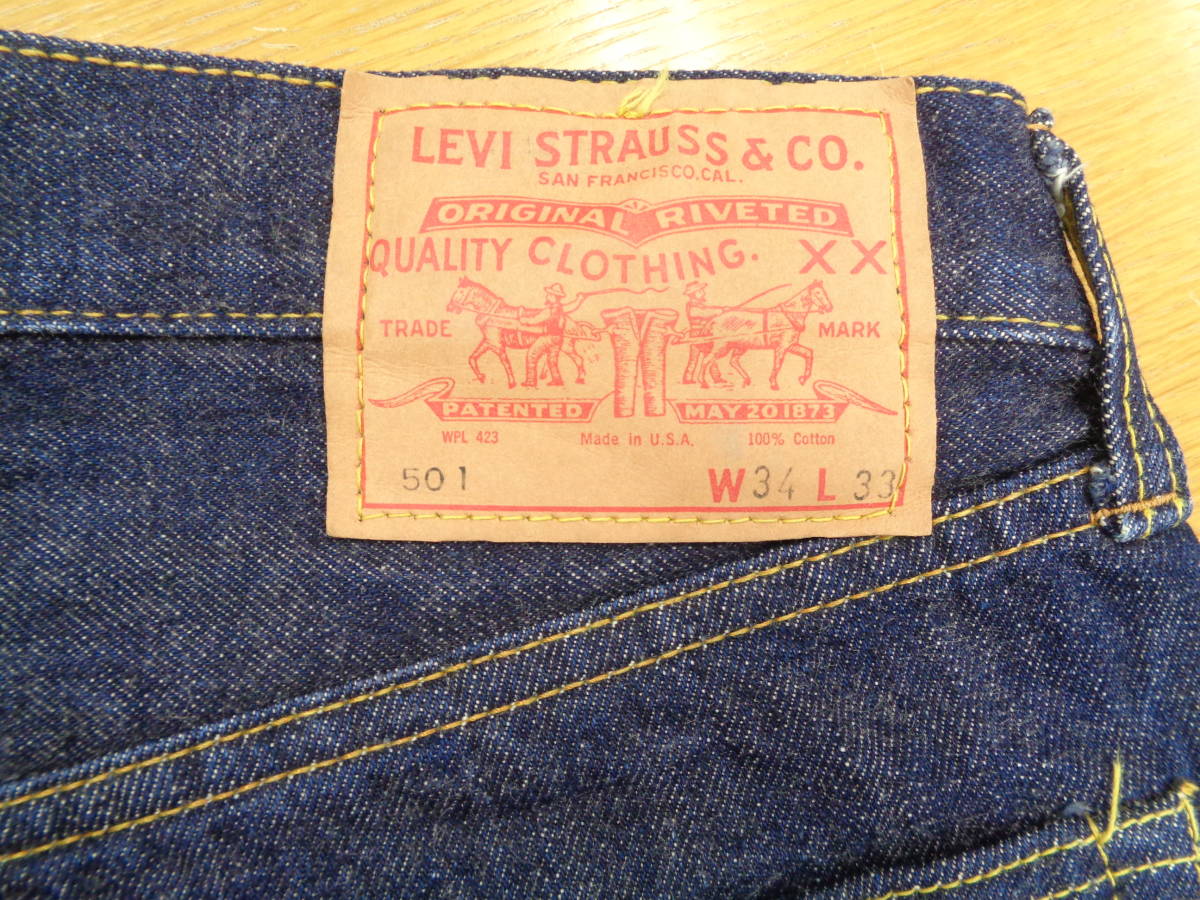 LEVI STRAUSS & CO.
SAN FRANCISCO, CAL.
ORIGINAL RIVETED
QUALITY CLOTHING. XX
TRADE MARK
PATENTED MAY 20 1873
WPL 423 Made in U.S.A. 100% Cotton
501 W34 L 33